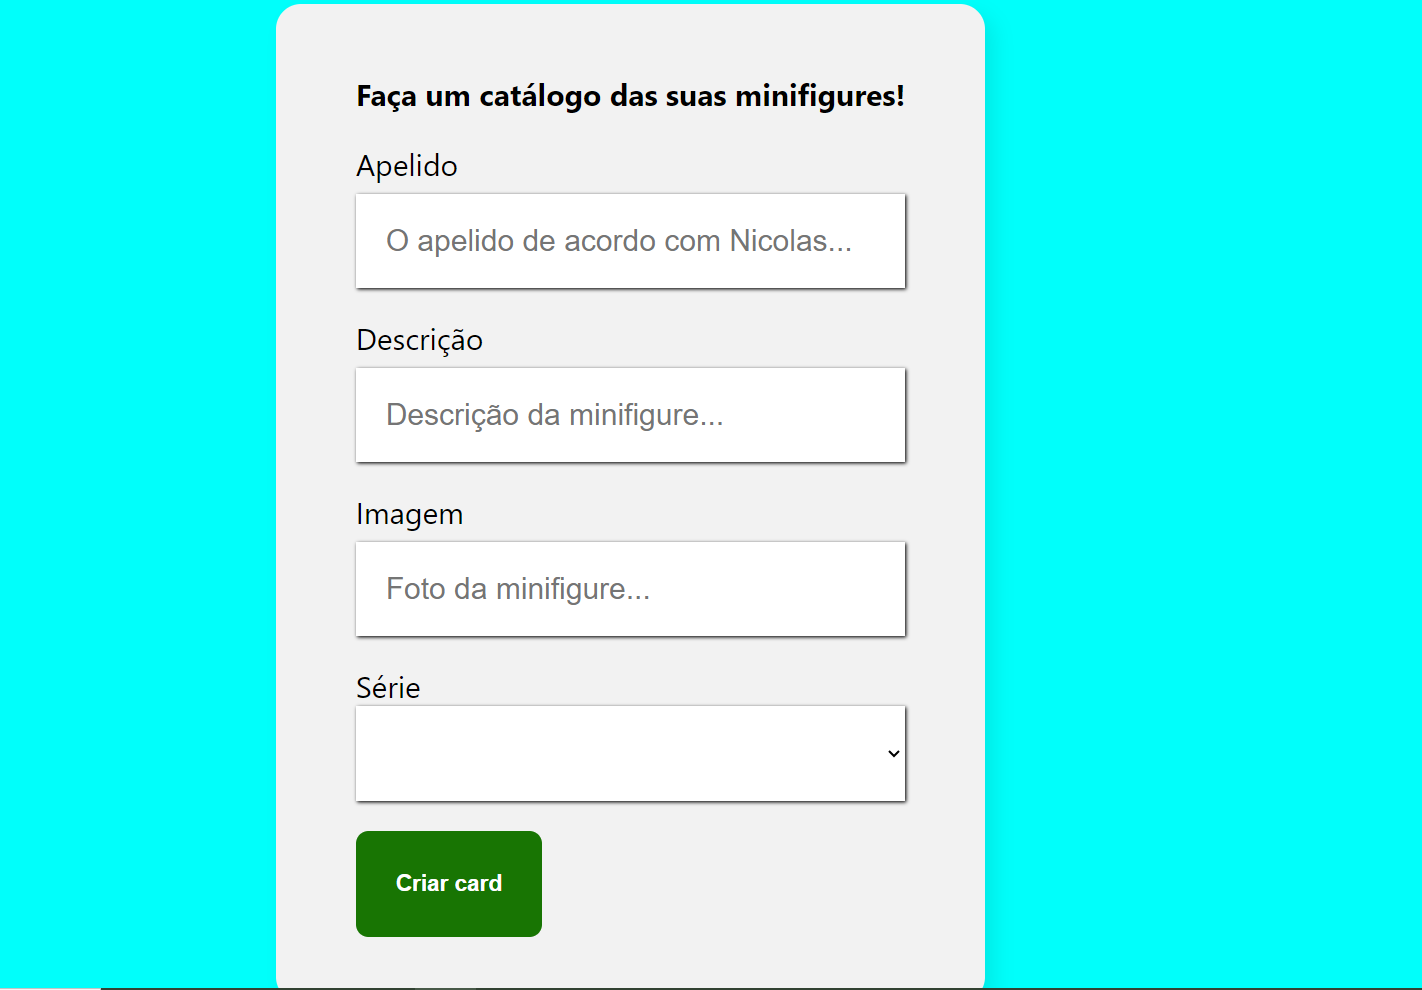 Faça um catálogo das suas minifigures!
Apelido
O apelido de acordo com Nicolas...
Descrição
Descrição da minifigure...
Imagem
Foto da minifigure...
Série
Criar card